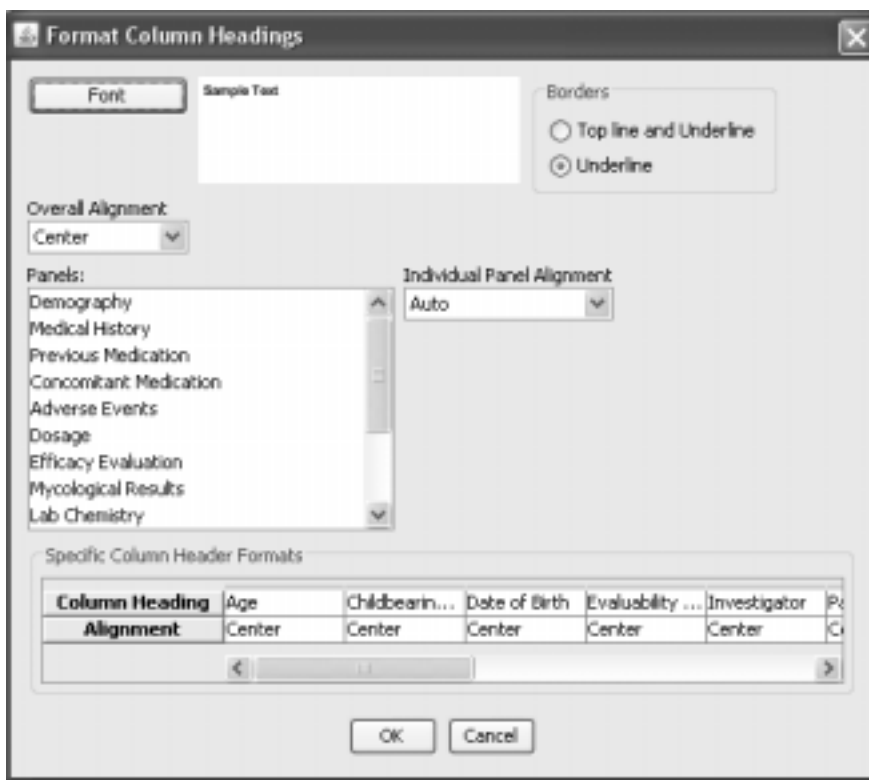 Format Column Headings
Font
Sample Text
Borders
Top line and Underline
Underline
Overall Alignment
Center
Panels:
Individual Panel Alignment
Auto
Demography
Medical History
Previous Medication
Concomitant Medication
Adverse Events
Dosage
Efficacy Evaluation
Mycological Results
Lab Chemistry
Specific Column Header Formats
Column Heading Age Childbearin... Date of Birth Evaluability ... Investigator
Alignment Center Center Center Center Center
OK Cancel